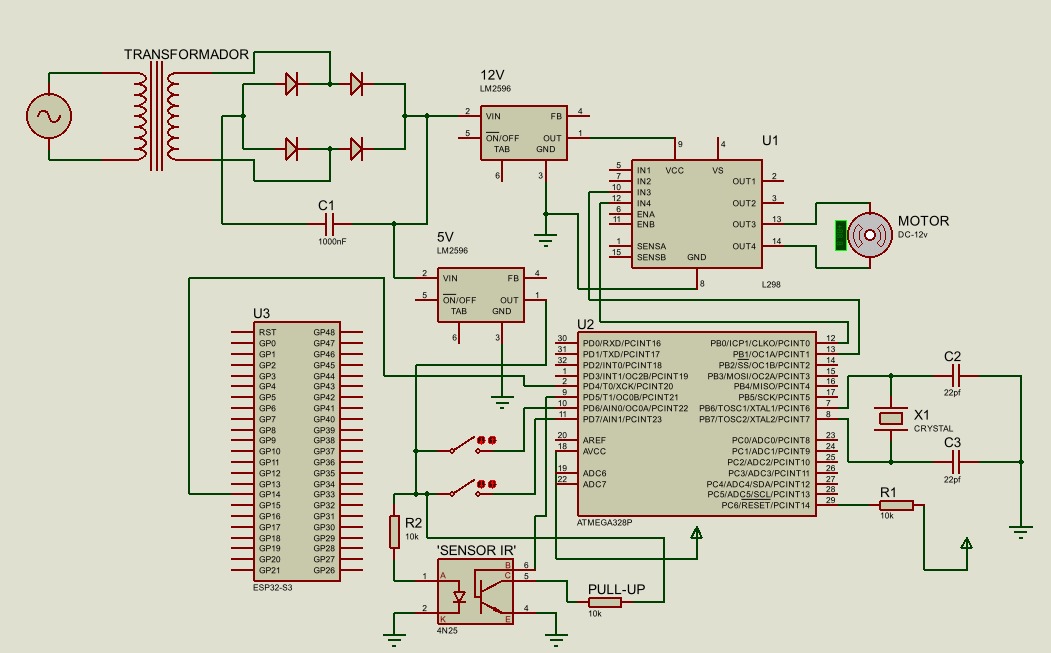 TRANSFORMADOR
12V
LM2596
2 VIN FB 4
5 ON/OFF OUT 1
TAB GND
6 3
U1
9 4
5 IN1 VCC VS
7 IN2 OUT1 2
10 IN3
12 IN4 OUT2 3
6 ENA
11 ENB OUT3 13
1 SENSA OUT4 14
15 SENSB GND
8
L298
MOTOR
DC-12v
C1
1000nF
5V
LM2596
2 VIN FB 4
5 ON/OFF OUT 1
TAB GND
6 3
U3
RST GP48
GP0 GP47
GP1 GP46
GP2 GP45
GP3 GP44
GP4 GP43
GP5 GP42
GP6 GP41
GP7 GP40
GP8 GP39
GP9 GP38
GP10 GP37
GP11 GP36
GP12 GP35
GP13 GP34
GP14 GP33
GP15 GP32
GP16 GP31
GP17 GP30
GP18 GP29
GP19 GP28
GP20 GP27
GP21 GP26
ESP32-S3
U2
30 PD0/RXD/PCINT16 PB0/ICP1/CLKO/PCINT0 12
31 PD1/TXD/PCINT17 PB1/OC1A/PCINT1 13
32 PD2/INT0/PCINT18 PB2/SS/OC1B/PCINT2 14
1 PD3/INT1/OC2B/PCINT19 PB3/MOSI/OC2A/PCINT3 15
2 PD4/T0/XCK/PCINT20 PB4/MISO/PCINT4 16
9 PD5/T1/OC0B/PCINT21 PB5/SCK/PCINT5 17
10 PD6/AIN0/OC0A/PCINT22 PB6/TOSC1/XTAL1/PCINT6 7
11 PD7/AIN1/PCINT23 PB7/TOSC2/XTAL2/PCINT7 8
20 AREF PC0/ADC0/PCINT8 23
18 AVCC PC1/ADC1/PCINT9 24
PC2/ADC2/PCINT10 25
19 ADC6 PC3/ADC3/PCINT11 26
22 ADC7 PC4/ADC4/SDA/PCINT12 27
PC5/ADC5/SCL/PCINT13 28
PC6/RESET/PCINT14 29
ATMEGA328P
C2
22pf
X1
CRYSTAL
C3
22pf
R1
10k
R2
10k
'SENSOR IR'
1 A B 6
C 5
2 K E 4
4N25
PULL-UP
10k